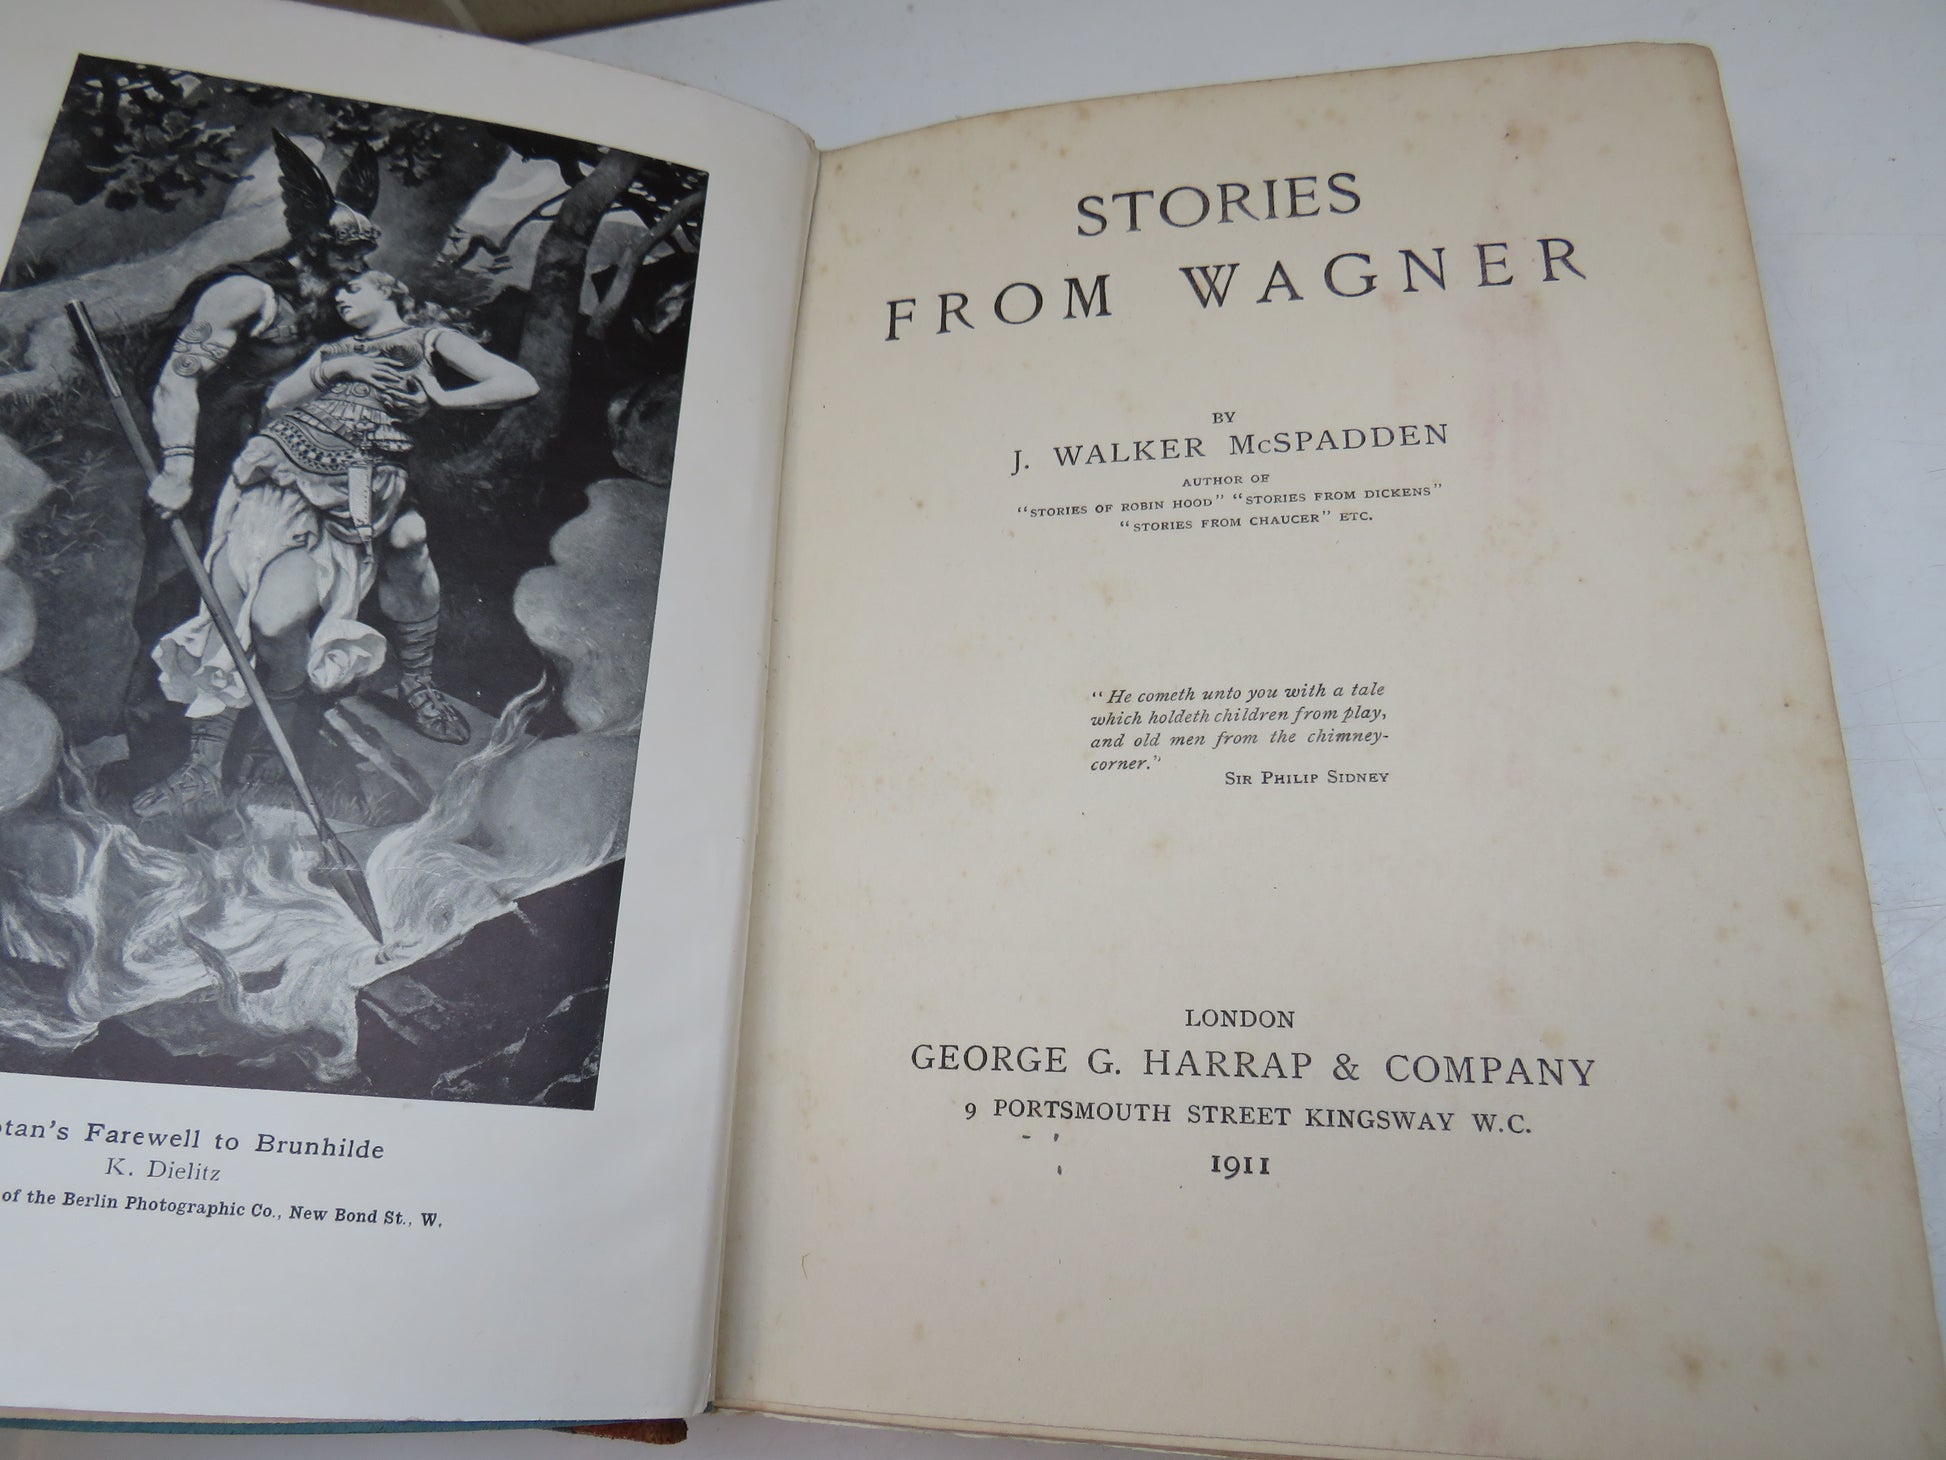 Farewell to Brunhilde
K. Dielitz
of the Berlin Photographic Co., New Bond St., W.
STORIES
FROM WAGNER
BY
J. WALKER McSPADDEN
AUTHOR OF
"STORIES OF ROBIN HOOD" "STORIES FROM DICKENS"
"STORIES FROM CHAUCER" ETC.
"He cometh unto you with a tale
which holdeth children from play,
and old men from the chimney-
corner."
SIR PHILIP SIDNEY
LONDON
GEORGE G. HARRAP & COMPANY
9 PORTSMOUTH STREET KINGSWAY W.C.
1911